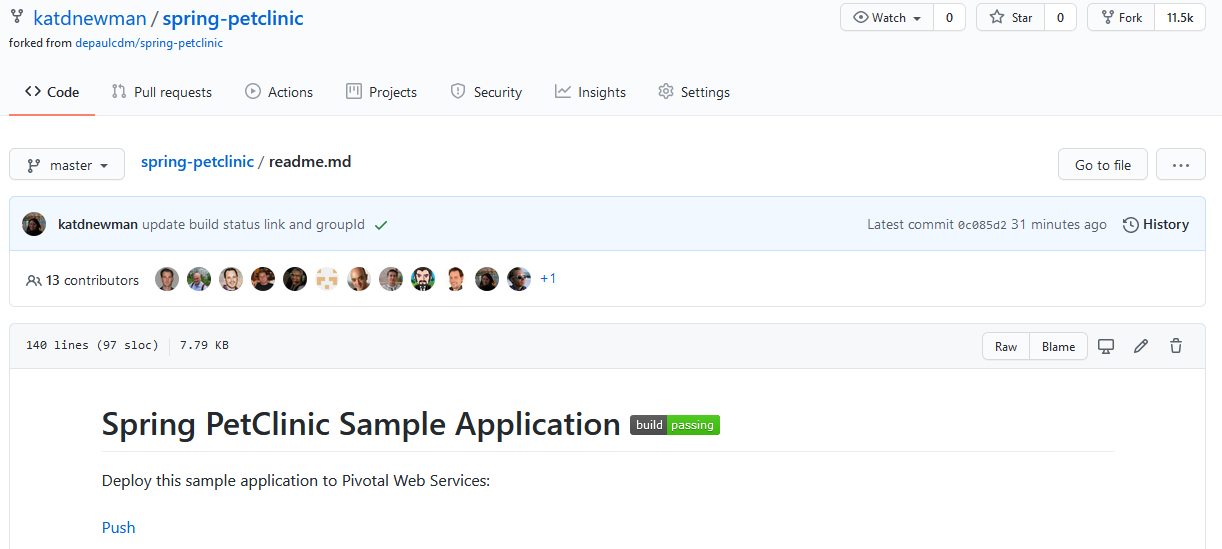 katdnewman / spring-petclinic
Watch 0 Star 0 Fork 11.5k
forked from depaulcdm/spring-petclinic
Code Pull requests Actions Projects Security Insights Settings
master spring-petclinic / readme.md Go to file ...
katdnewman update build status link and groupId Latest commit 0c085d2 31 minutes ago History
13 contributors +1
140 lines (97 sloc) 7.79 KB Raw Blame
Spring PetClinic Sample Application build passing
Deploy this sample application to Pivotal Web Services:
Push